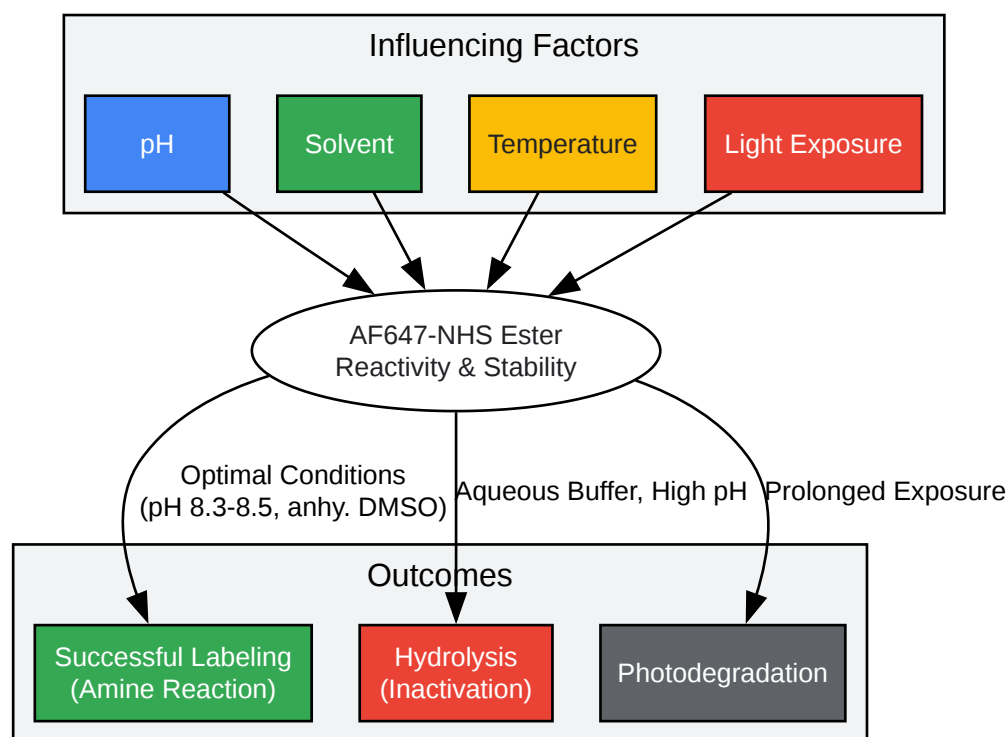 Influencing Factors
pH
Solvent
Temperature
Light Exposure
AF647-NHS Ester
Reactivity & Stability
Optimal Conditions
(pH 8.3-8.5, anhy. DMSO)
Aqueous Buffer, High pH
Prolonged Exposure
Outcomes
Successful Labeling
(Amine Reaction)
Hydrolysis
(Inactivation)
Photodegradation